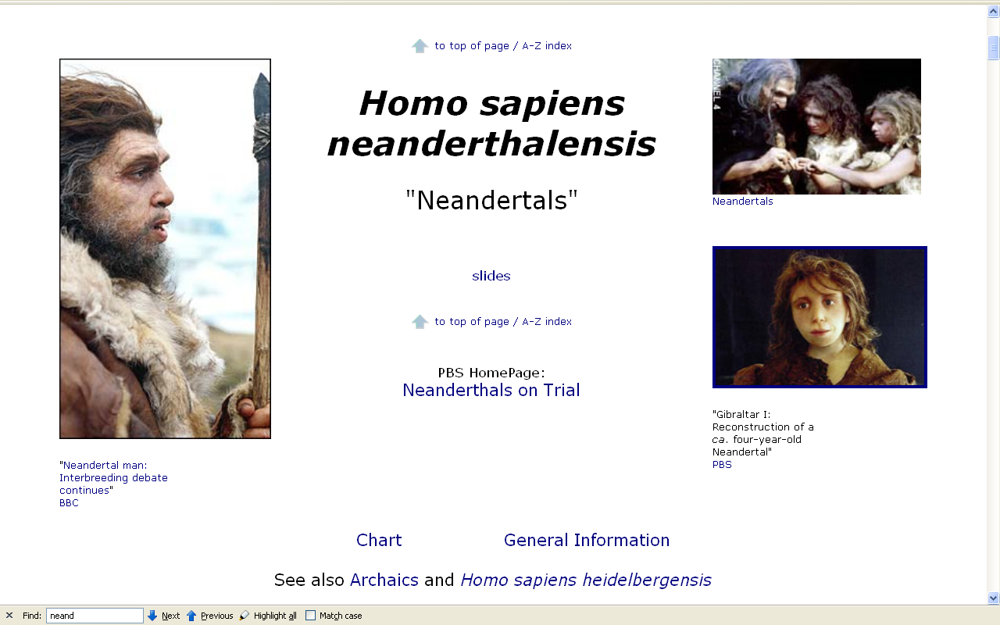 to top of page / A-Z index
Homo sapiens
neanderthalensis
"Neandertals"
slides
to top of page / A-Z index
PBS HomePage:
Neanderthals on Trial
"Neandertal man:
Interbreeding debate
continues"
BBC
CHANNEL 4
Neandertals
"Gibraltar I:
Reconstruction of a
ca. four-year-old
Neandertal"
PBS
Chart
General Information
See also Archaics and Homo sapiens heidelbergensis
Find: neand Next Previous Highlight all Match case